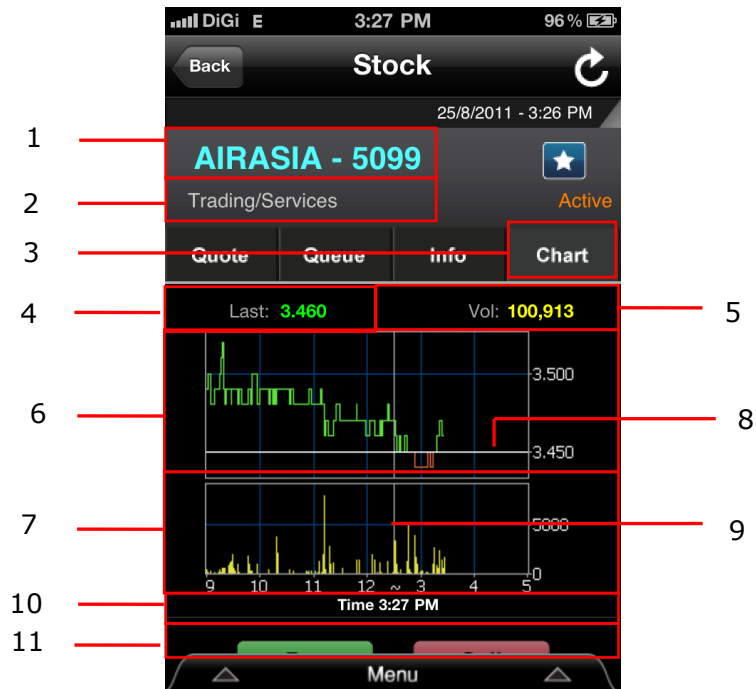 DiGi E 3:27 PM 96%
Back Stock
25/8/2011 - 3:26 PM
1
AIRASIA - 5099
2
Trading/Services Active
3
Quote Queue Info Chart
4
Last: 3.460 Vol: 100,913
5
3.500
6
8
3.450
7
5000
9
0
9 10 11 12 ~ 3 4 5
10
Time 3:27 PM
11
Menu